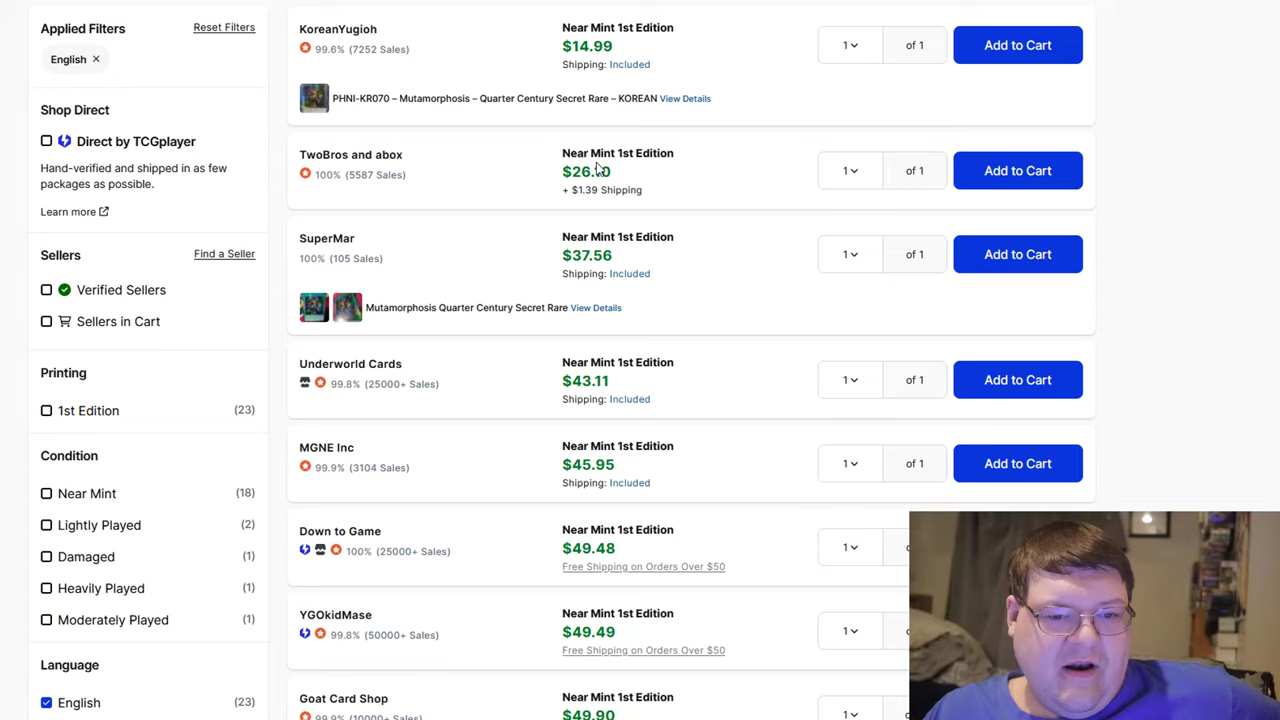 Applied Filters
Reset Filters
English ×
Shop Direct
Direct by TCGplayer
Hand-verified and shipped in as few
packages as possible.
Learn more
Sellers
Find a Seller
Verified Sellers
Sellers in Cart
Printing
1st Edition (23)
Condition
Near Mint (18)
Lightly Played (2)
Damaged (1)
Heavily Played (1)
Moderately Played (1)
Language
English (23)
KoreanYugioh
99.6% (7252 Sales)
Near Mint 1st Edition
$14.99
Shipping: Included
1 of 1
Add to Cart
PHNI-KR070 – Mutamorphosis – Quarter Century Secret Rare – KOREAN View Details
TwoBros and abox
100% (5587 Sales)
Near Mint 1st Edition
+ $1.39 Shipping
1 of 1
Add to Cart
SuperMar
100% (105 Sales)
Near Mint 1st Edition
$37.56
Shipping: Included
1 of 1
Add to Cart
Mutamorphosis Quarter Century Secret Rare View Details
Underworld Cards
99.8% (25000+ Sales)
Near Mint 1st Edition
$43.11
Shipping: Included
1 of 1
Add to Cart
MGNE Inc
99.9% (3104 Sales)
Near Mint 1st Edition
$45.95
Shipping: Included
1 of 1
Add to Cart
Down to Game
100% (25000+ Sales)
Near Mint 1st Edition
$49.48
Free Shipping on Orders Over $50
1
YGOkidMase
99.8% (50000+ Sales)
Near Mint 1st Edition
$49.49
Free Shipping on Orders Over $50
1
Goat Card Shop
99.9% (10000+ Sales)
Near Mint 1st Edition
$49.90
1